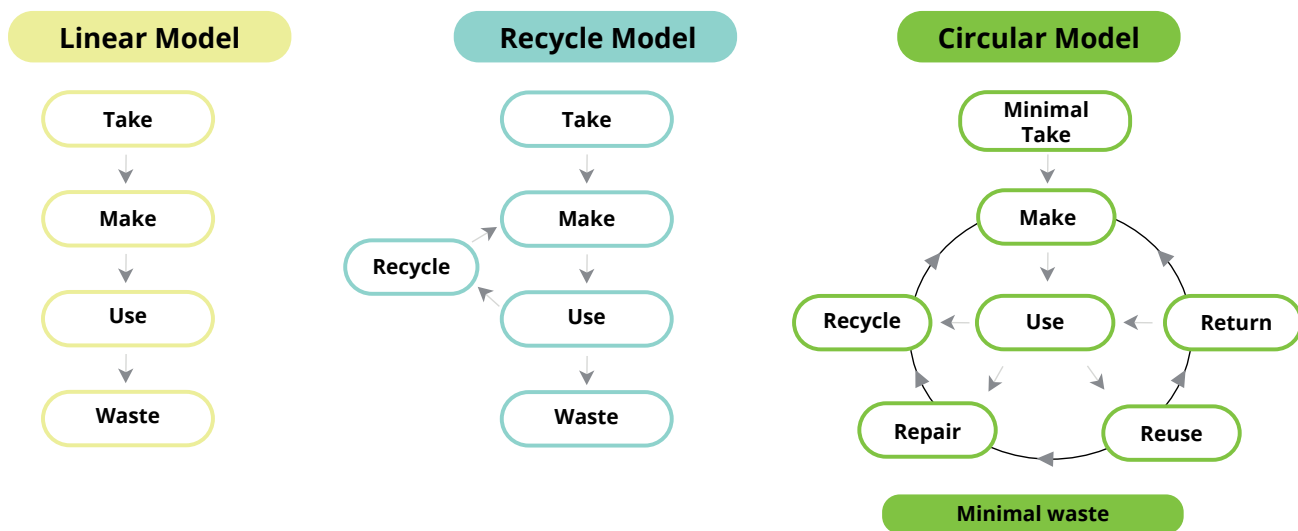 Linear Model
Take
Make
Use
Waste
Recycle Model
Take
Make
Recycle
Use
Waste
Circular Model
Minimal
Take
Make
Recycle
Use
Return
Repair
Reuse
Minimal waste